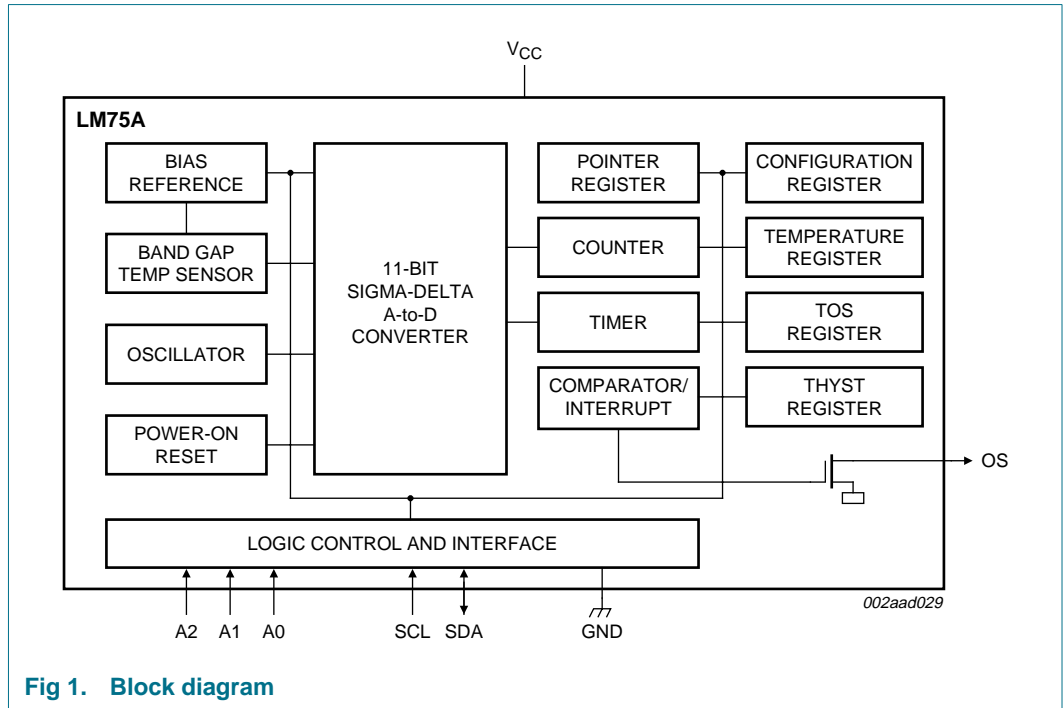 VCC
LM75A
BIAS
REFERENCE
BAND GAP
TEMP SENSOR
OSCILLATOR
POWER-ON
RESET
11-BIT
SIGMA-DELTA
A-to-D
CONVERTER
POINTER
REGISTER
COUNTER
TIMER
COMPARATOR/
INTERRUPT
CONFIGURATION
REGISTER
TEMPERATURE
REGISTER
TOS
REGISTER
THYST
REGISTER
OS
LOGIC CONTROL AND INTERFACE
002aad029
A2 A1 A0 SCL SDA GND
Fig 1. Block diagram